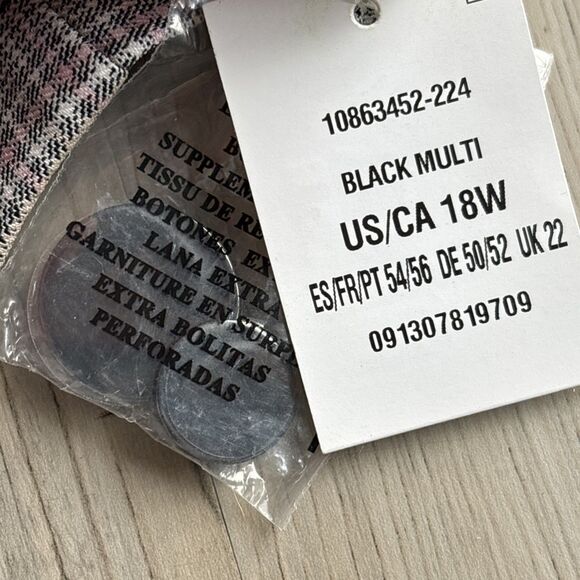 SUPPLEM
TISSU DE RE
BOTONES EX
LANA EXTRA
GARNITURE EN SURPL
EXTRA BOLITAS
PERFORADAS
10863452-224
BLACK MULTI
US/CA 18W
ES/FR/PT 54/56 DE 50/52 UK 22
091307819709